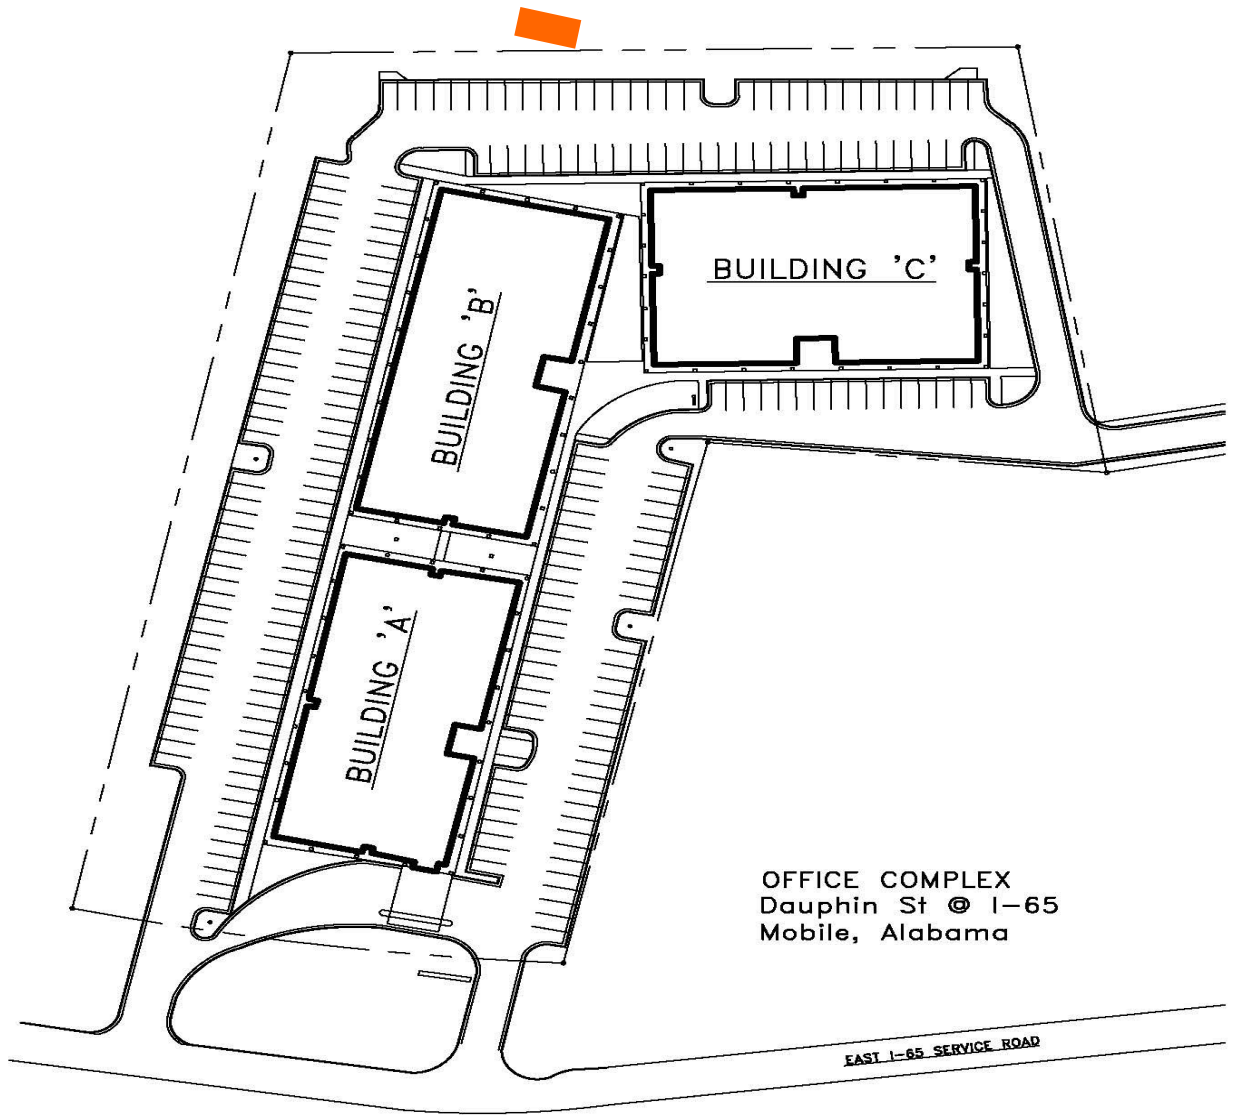 BUILDING 'C'
BUILDING 'B'
BUILDING 'A'
OFFICE COMPLEX
Dauphin St @ I-65
Mobile, Alabama
EAST I-65 SERVICE ROAD